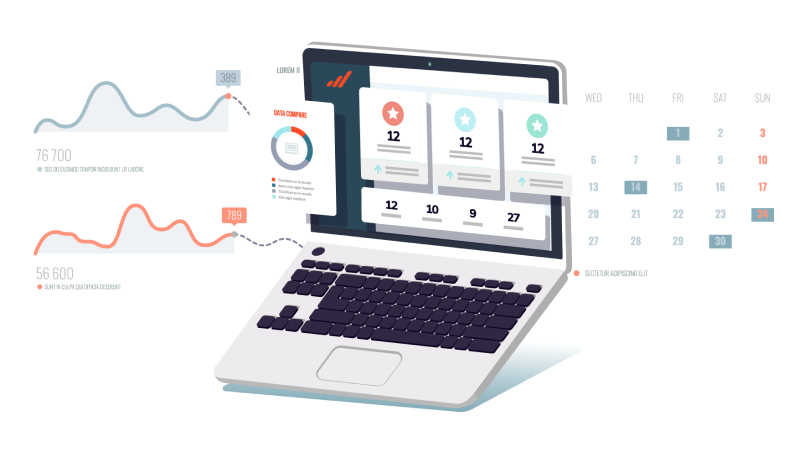 389
76 700
SED DO EIUSMOD TEMPOR INCIDIDUNT UT LABORE
789
56 600
SUNT IN CULPA QUI OFFICIA DESERUNT
LOREM
DATA COMPARE
12
12
12
12 10 9 27
WED THU FRI SAT SUN
1 2 3
6 7 8 9 10
13 14 15 16 17
20 21 22 23 24
27 28 29 30
SECTETUR ADIPISCING ELIT